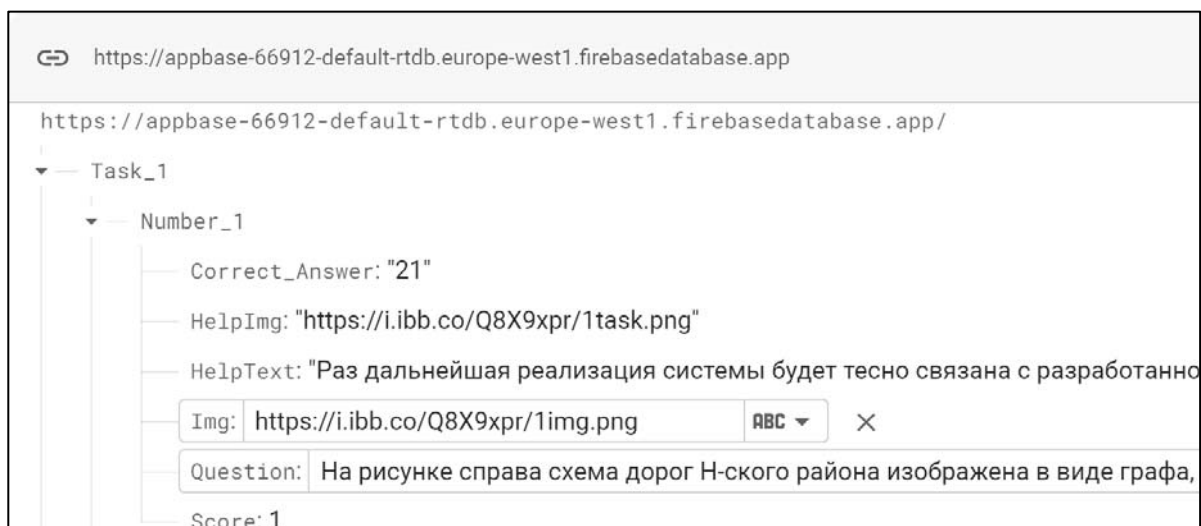 https://appbase-66912-default-rtdb.europe-west1.firebasedatabase.app
https://appbase-66912-default-rtdb.europe-west1.firebasedatabase.app/
Task_1
Number_1
Correct_Answer: "21"
HelpImg: "https://i.ibb.co/Q8X9xpr/1task.png"
HelpText: "Раз дальнейшая реализация системы будет тесно связана с разработанно
Img: https://i.ibb.co/Q8X9xpr/1img.png ABC
Question: На рисунке справа схема дорог Н-ского района изображена в виде графа,
Score: 1